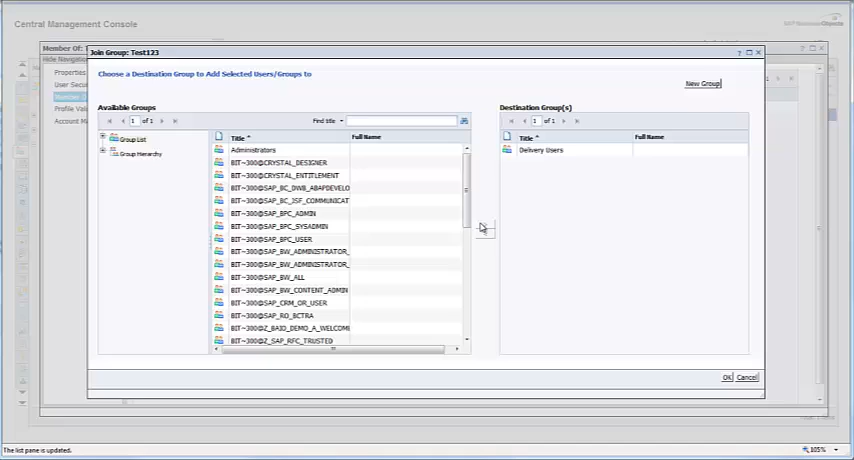 Central Management Console
SAP BusinessObjects
Member Of: T
Join Group: Test123
Hide Navigation
Properties
User Secu
Member O
Profile Val
Account Ma
Choose a Destination Group to Add Selected Users/Groups to
New Group
Available Groups
Destination Group(s)
1 of 1
Find title
1 of 1
Group List
Group Hierarchy
Title
Full Name
Title
Full Name
Administrators
Delivery Users
BIT~300@CRYSTAL_DESIGNER
BIT~300@CRYSTAL_ENTITLEMENT
BIT~300@SAP_BC_DWB_ABAPDEVELO
BIT~300@SAP_BC_JSF_COMMUNICAT
BIT~300@SAP_BPC_ADMIN
BIT~300@SAP_BPC_SYSADMIN
BIT~300@SAP_BPC_USER
BIT~300@SAP_BW_ADMINISTRATOR_
BIT~300@SAP_BW_ADMINISTRATOR_
BIT~300@SAP_BW_ALL
BIT~300@SAP_BW_CONTENT_ADMIN
BIT~300@SAP_CRM_OR_USER
BIT~300@SAP_RO_BCTRA
BIT~300@Z_BAIO_DEMO_A_WELCOM
BIT~300@Z_SAP_RFC_TRUSTED
OK Cancel
The list pane is updated.
105%